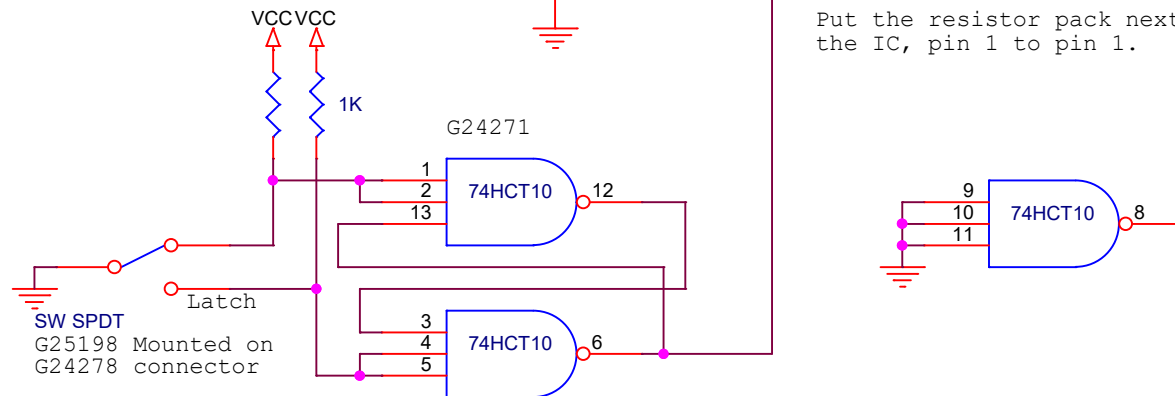 VCC VCC
Put the resistor pack next
the IC, pin 1 to pin 1.
1K
G24271
1
2
13
74HCT10
12
9
10
11
74HCT10
8
Latch
SW SPDT
G25198 Mounted on
G24278 connector
3
4
5
74HCT10
6